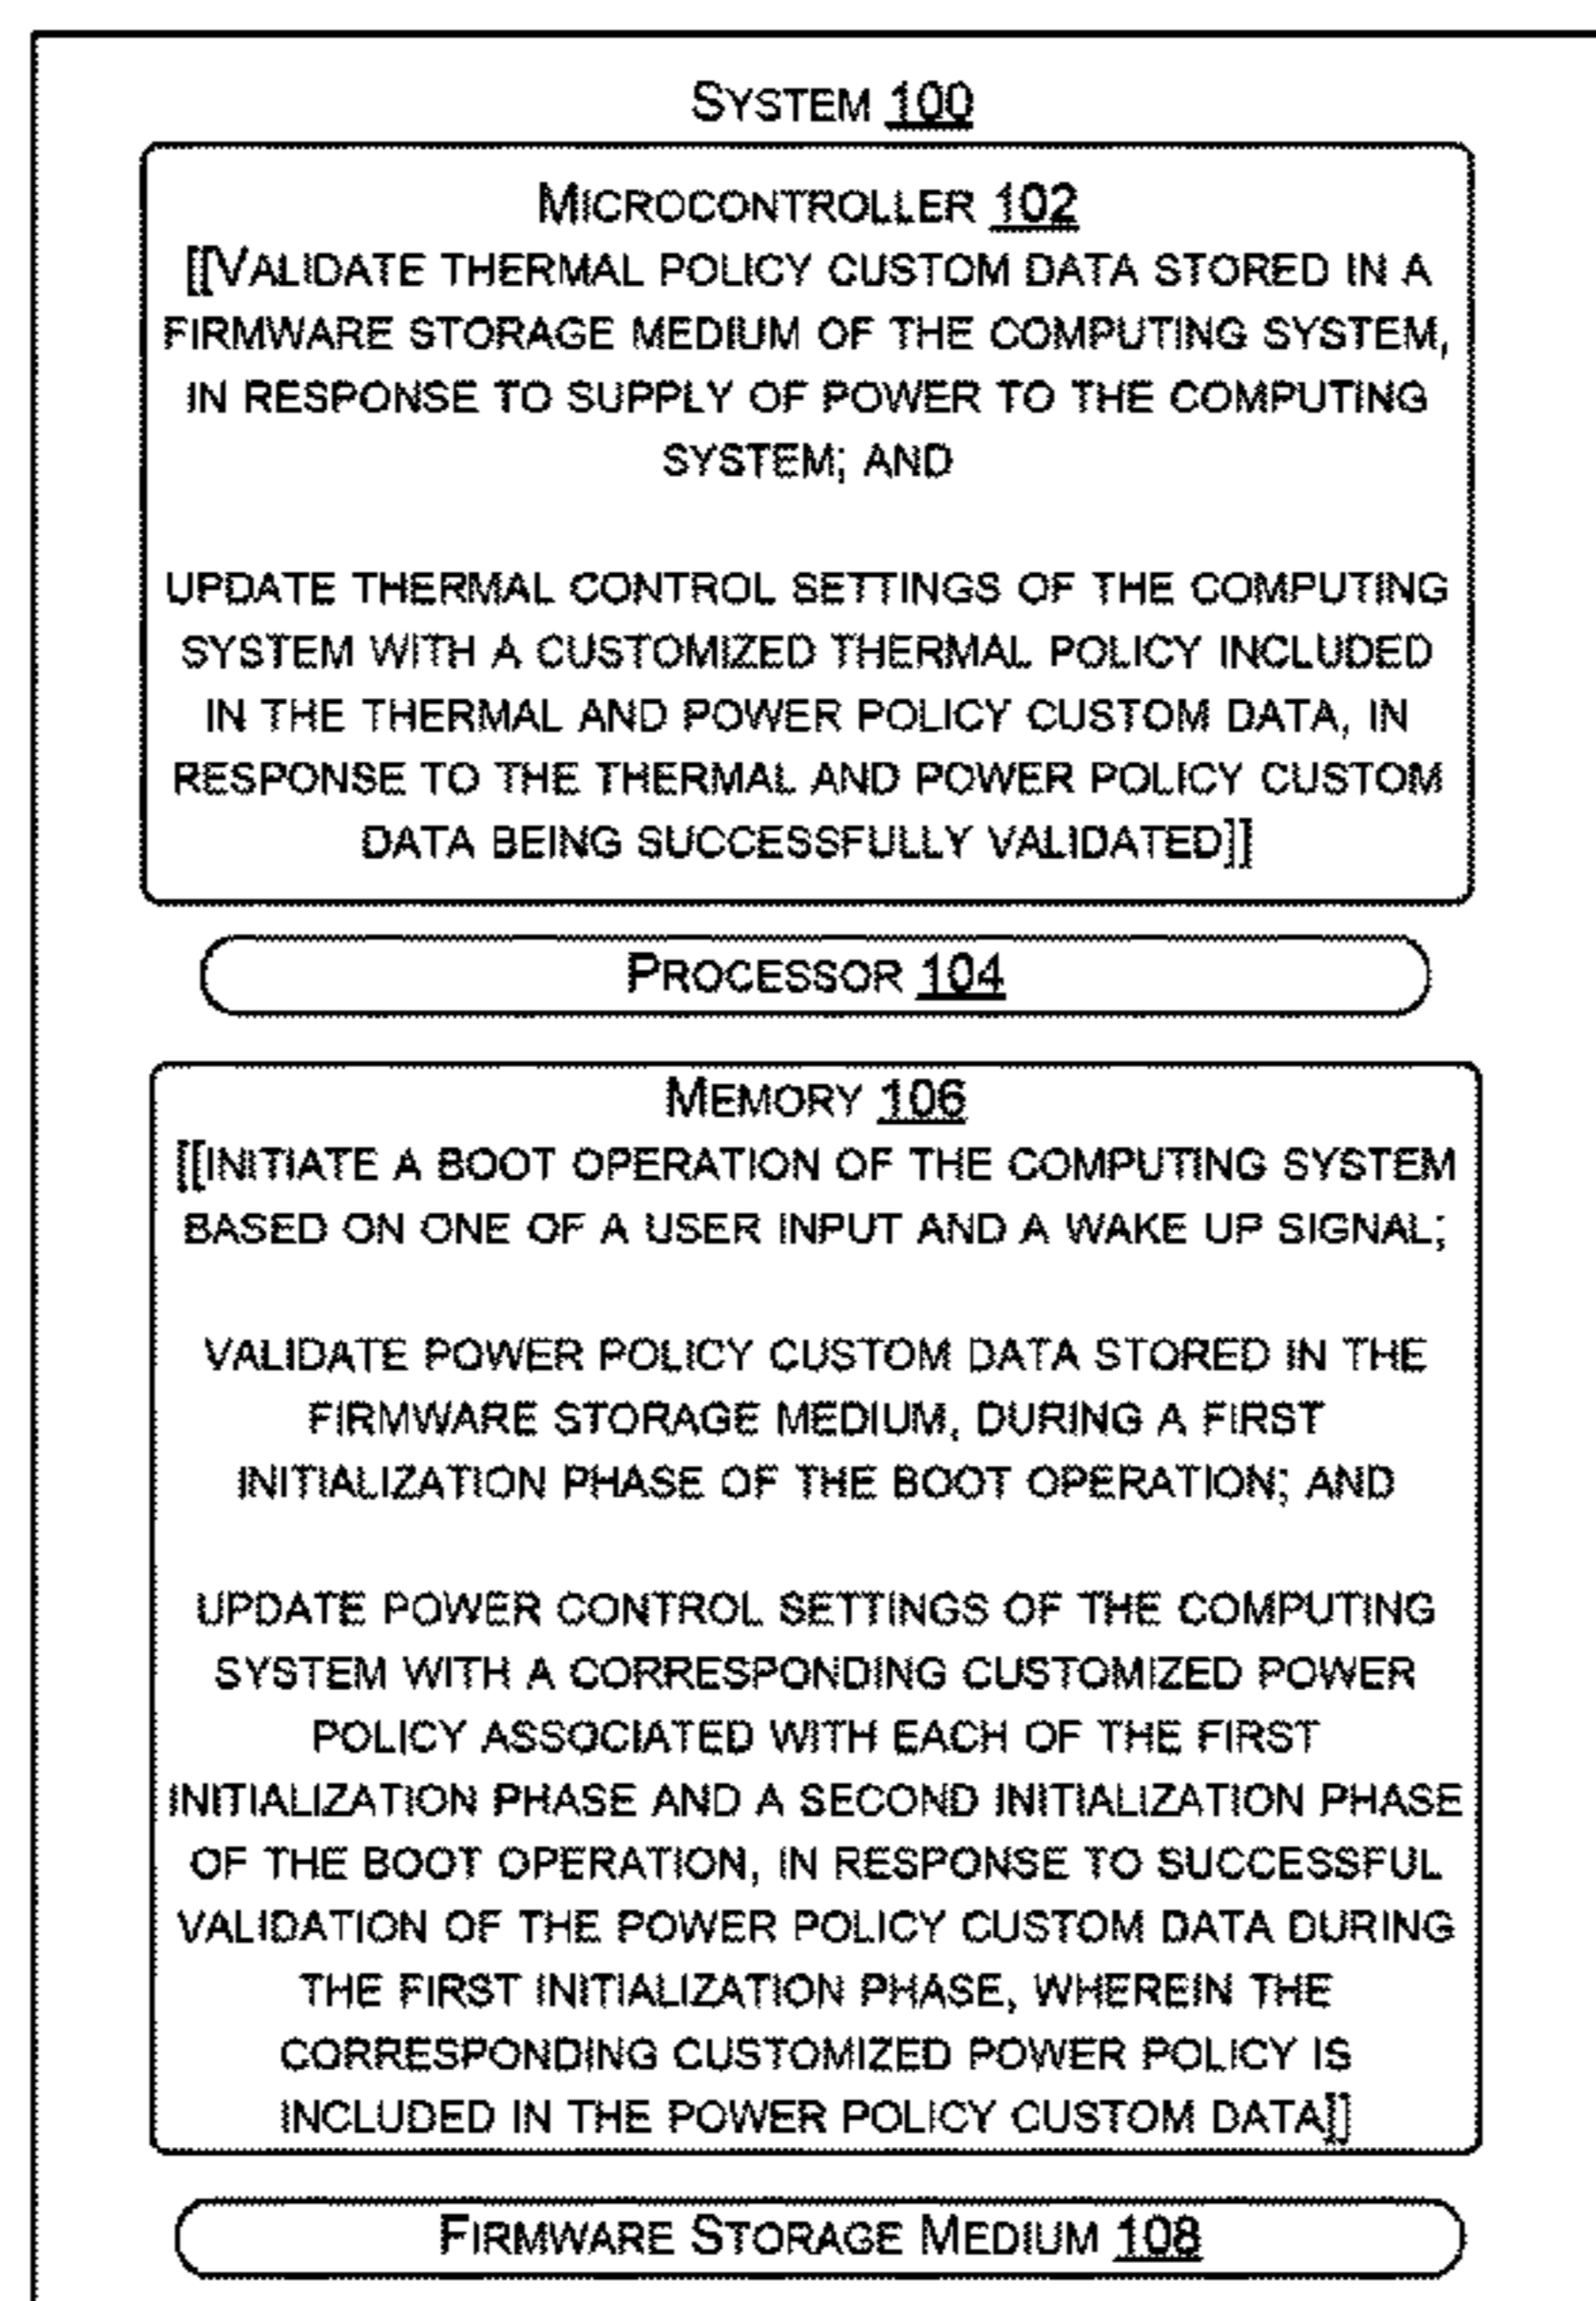 SYSTEM 100
MICROCONTROLLER 102
[[VALIDATE THERMAL POLICY CUSTOM DATA STORED IN A
FIRMWARE STORAGE MEDIUM OF THE COMPUTING SYSTEM,
IN RESPONSE TO SUPPLY OF POWER TO THE COMPUTING
SYSTEM; AND
UPDATE THERMAL CONTROL SETTINGS OF THE COMPUTING
SYSTEM WITH A CUSTOMIZED THERMAL POLICY INCLUDED
IN THE THERMAL AND POWER POLICY CUSTOM DATA, IN
RESPONSE TO THE THERMAL AND POWER POLICY CUSTOM
DATA BEING SUCCESSFULLY VALIDATED]]
PROCESSOR 104
MEMORY 106
[[INITIATE A BOOT OPERATION OF THE COMPUTING SYSTEM
BASED ON ONE OF A USER INPUT AND A WAKE UP SIGNAL;
VALIDATE POWER POLICY CUSTOM DATA STORED IN THE
FIRMWARE STORAGE MEDIUM, DURING A FIRST
INITIALIZATION PHASE OF THE BOOT OPERATION; AND
UPDATE POWER CONTROL SETTINGS OF THE COMPUTING
SYSTEM WITH A CORRESPONDING CUSTOMIZED POWER
POLICY ASSOCIATED WITH EACH OF THE FIRST
INITIALIZATION PHASE AND A SECOND INITIALIZATION PHASE
OF THE BOOT OPERATION, IN RESPONSE TO SUCCESSFUL
VALIDATION OF THE POWER POLICY CUSTOM DATA DURING
THE FIRST INITIALIZATION PHASE, WHEREIN THE
CORRESPONDING CUSTOMIZED POWER POLICY IS
INCLUDED IN THE POWER POLICY CUSTOM DATA]]
FIRMWARE STORAGE MEDIUM 108